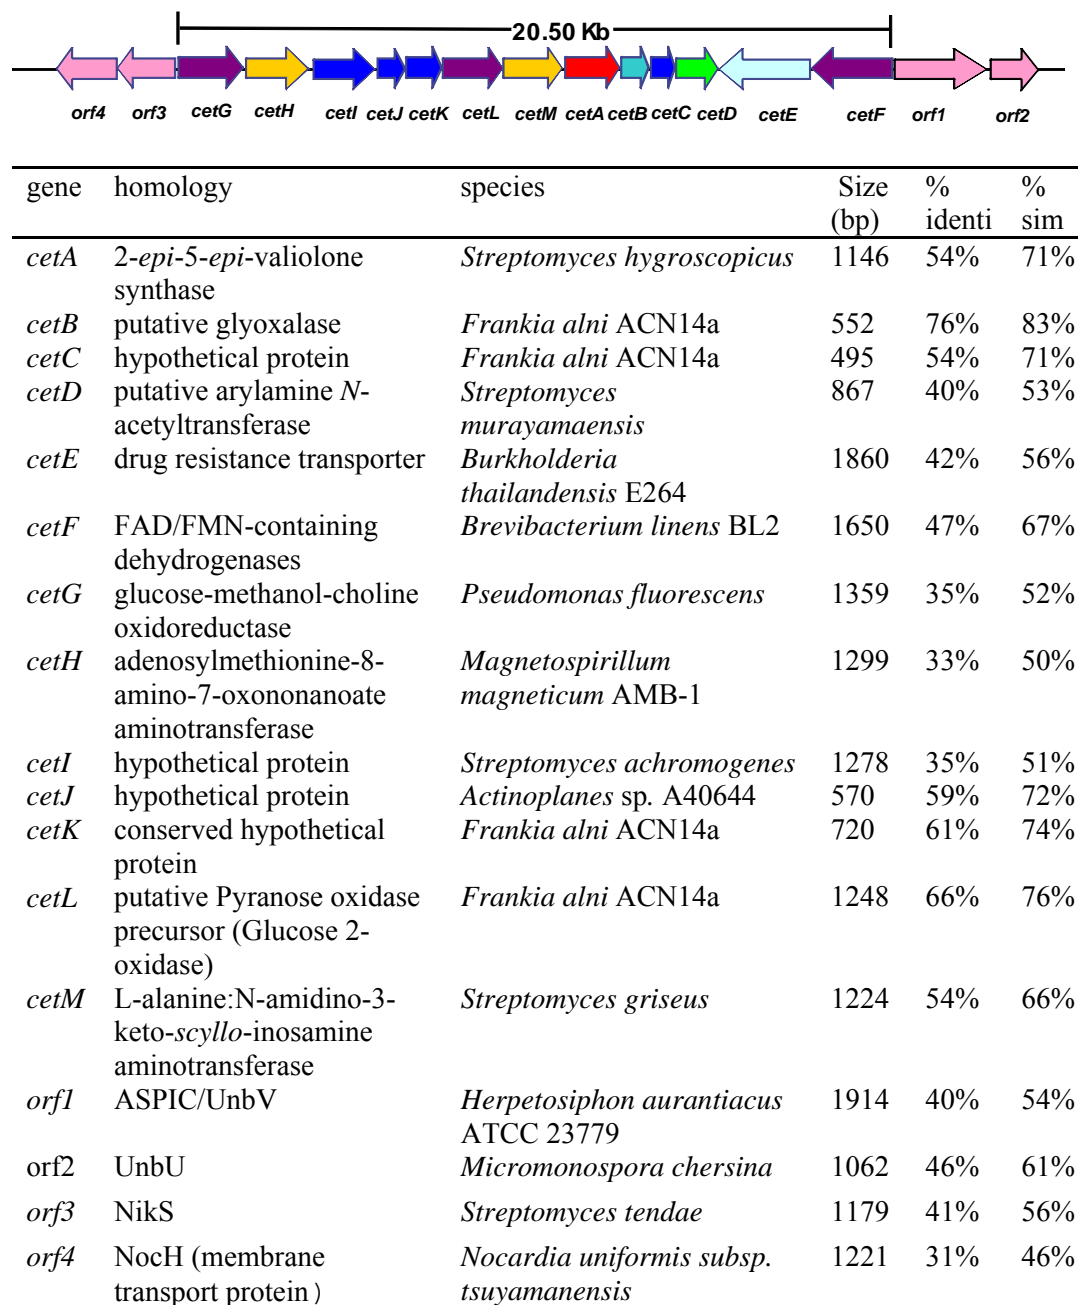 20.50 Kb
orf4 orf3 cetG cetH cetI cetJ cetK cetL cetM cetA cetB cetC cetD cetE cetF orf1 orf2
gene homology species Size % %
(bp) identi sim
cetA 2-epi-5-epi-valiolone Streptomyces hygroscopicus 1146 54% 71%
synthase
cetB putative glyoxalase Frankia alni ACN14a 552 76% 83%
cetC hypothetical protein Frankia alni ACN14a 495 54% 71%
cetD putative arylamine N- Streptomyces 867 40% 53%
acetyltransferase murayamaensis
cetE drug resistance transporter Burkholderia 1860 42% 56%
thailandensis E264
cetF FAD/FMN-containing Brevibacterium linens BL2 1650 47% 67%
dehydrogenases
cetG glucose-methanol-choline Pseudomonas fluorescens 1359 35% 52%
oxidoreductase
cetH adenosylmethionine-8- Magnetospirillum 1299 33% 50%
amino-7-oxononanoate magneticum AMB-1
aminotransferase
cetI hypothetical protein Streptomyces achromogenes 1278 35% 51%
cetJ hypothetical protein Actinoplanes sp. A40644 570 59% 72%
cetK conserved hypothetical Frankia alni ACN14a 720 61% 74%
protein
cetL putative Pyranose oxidase Frankia alni ACN14a 1248 66% 76%
precursor (Glucose 2-
oxidase)
cetM L-alanine:N-amidino-3- Streptomyces griseus 1224 54% 66%
keto-scyllo-inosamine
aminotransferase
orf1 ASPIC/UnbV Herpetosiphon aurantiacus 1914 40% 54%
ATCC 23779
orf2 UnbU Micromonospora chersina 1062 46% 61%
orf3 NikS Streptomyces tendae 1179 41% 56%
orf4 NocH (membrane Nocardia uniformis subsp. 1221 31% 46%
transport protein) tsuyamanensis